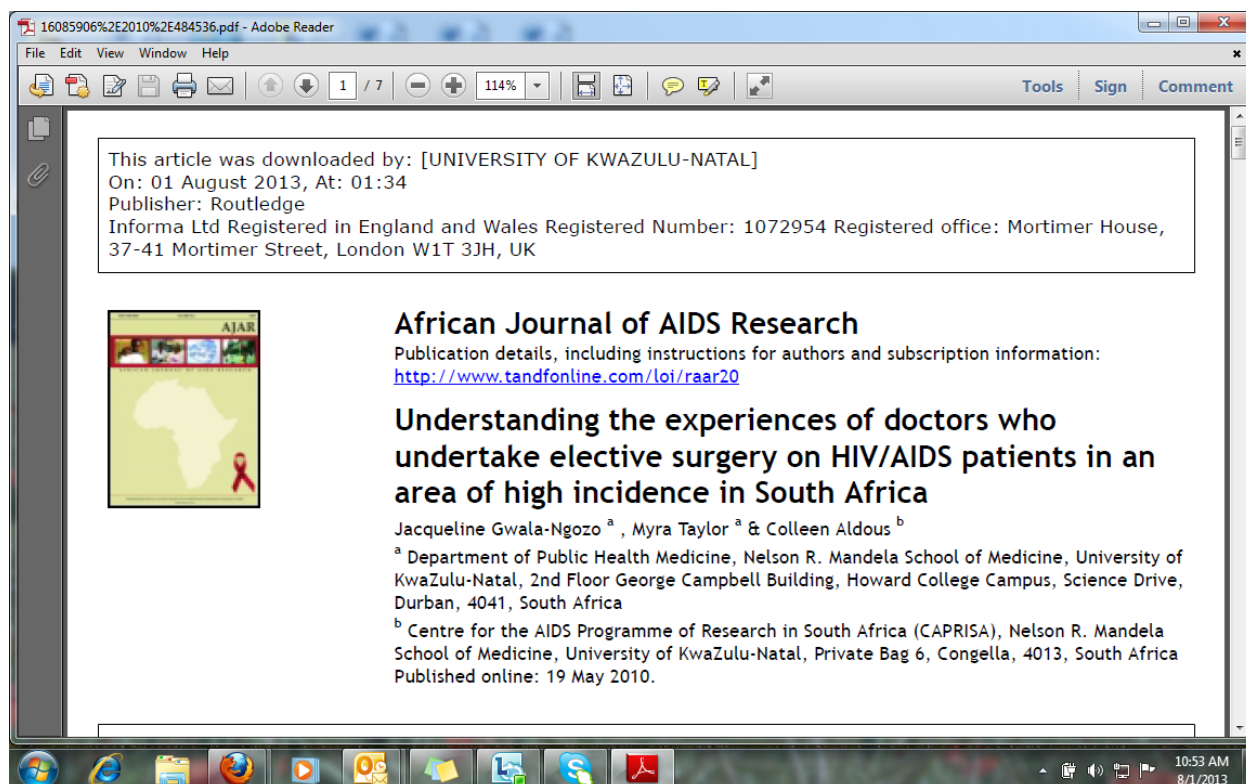 16085906%2E2010%2E484536.pdf - Adobe Reader
File Edit View Window Help
1 / 7 114% Tools Sign Comment
This article was downloaded by: [UNIVERSITY OF KWAZULU-NATAL]
On: 01 August 2013, At: 01:34
Publisher: Routledge
Informa Ltd Registered in England and Wales Registered Number: 1072954 Registered office: Mortimer House,
37-41 Mortimer Street, London W1T 3JH, UK
AJAR
African Journal of AIDS Research
Publication details, including instructions for authors and subscription information:
http://www.tandfonline.com/loi/raar20
Understanding the experiences of doctors who
undertake elective surgery on HIV/AIDS patients in an
area of high incidence in South Africa
Jacqueline Gwala-Ngozo a , Myra Taylor a & Colleen Aldous b
a Department of Public Health Medicine, Nelson R. Mandela School of Medicine, University of
KwaZulu-Natal, 2nd Floor George Campbell Building, Howard College Campus, Science Drive,
Durban, 4041, South Africa
b Centre for the AIDS Programme of Research in South Africa (CAPRISA), Nelson R. Mandela
School of Medicine, University of KwaZulu-Natal, Private Bag 6, Congella, 4013, South Africa
Published online: 19 May 2010.
10:53 AM
8/1/2013